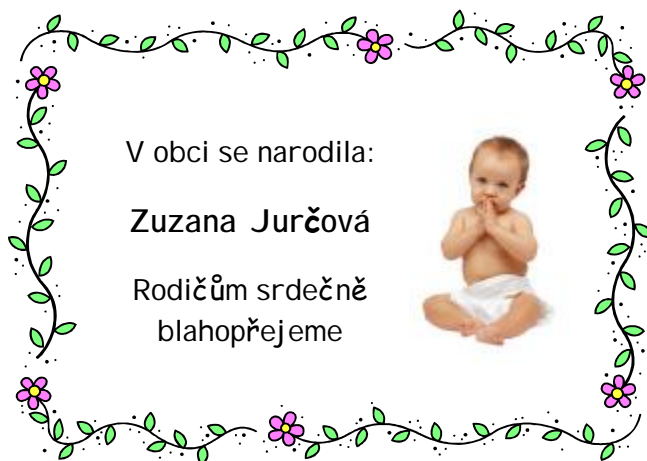 V obci se narodila:
Zuzana Jurčová
Rodičům srdečně
blahopřejeme